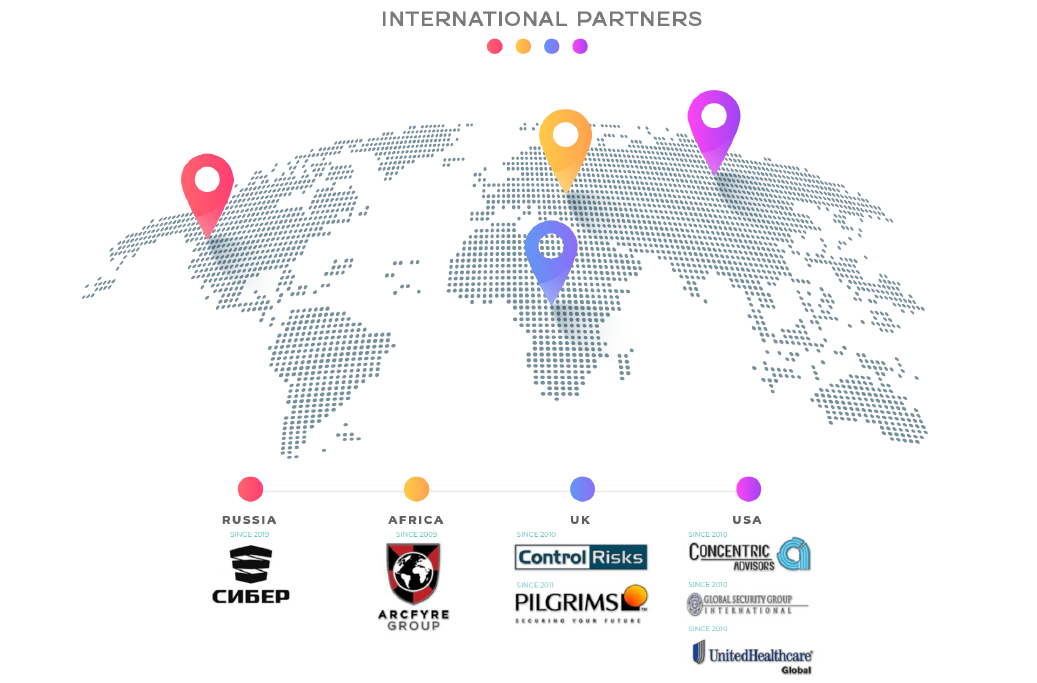 INTERNATIONAL PARTNERS
RUSSIA
SINCE 2019
СИБЕР
AFRICA
SINCE 2009
ARCFYRE
GROUP
UK
SINCE 2010
Control Risks
SINCE 2011
PILGRIMS
SECURING YOUR FUTURE
USA
SINCE 2010
CONCENTRIC
ADVISORS
SINCE 2010
GLOBAL SECURITY GROUP
INTERNATIONAL
SINCE 2010
UnitedHealthcare
Global